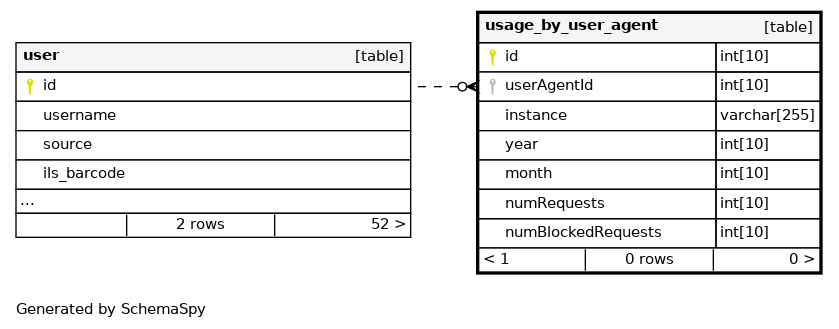 user [table]
id
username
source
ils_barcode
...
2 rows 52 >
usage_by_user_agent [table]
id int[10]
userAgentId int[10]
instance varchar[255]
year int[10]
month int[10]
numRequests int[10]
numBlockedRequests int[10]
< 1 0 rows 0 >
Generated by SchemaSpy